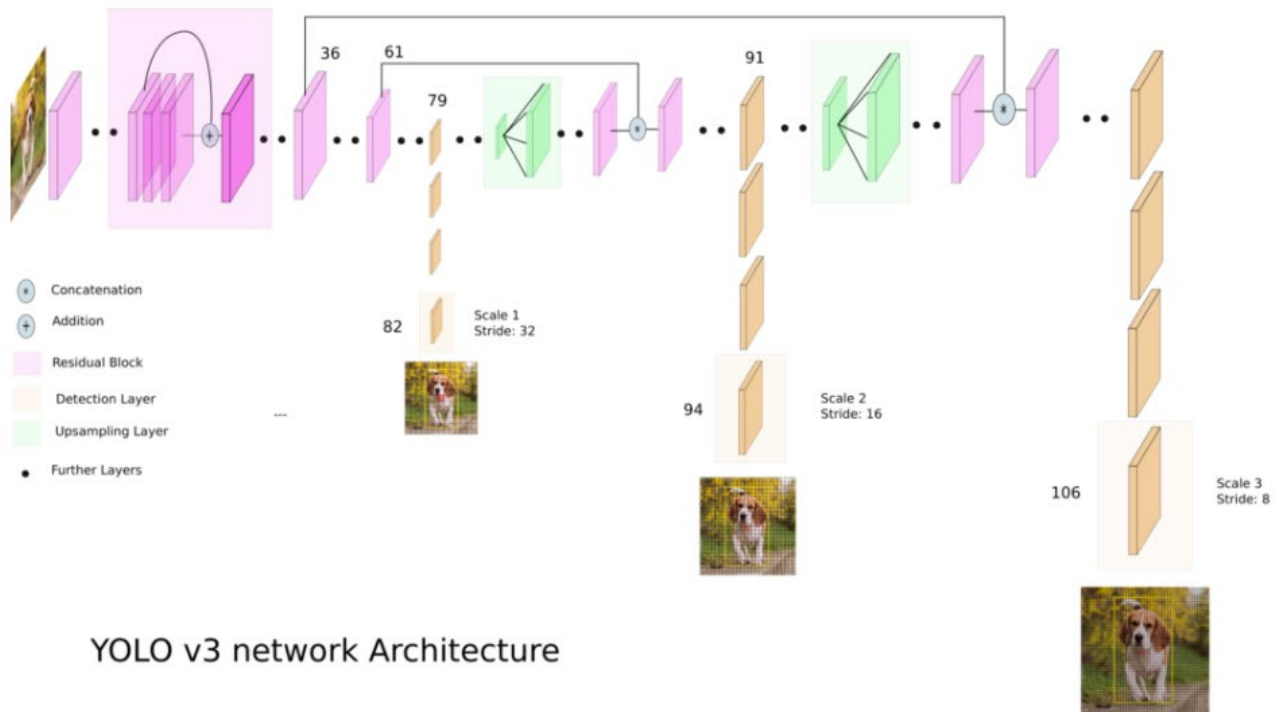 36
61
91
79
*
+
*
*
* Concatenation
+ Addition
Residual Block
Detection Layer
Upsampling Layer
Further Layers
---
82
Scale 1
Stride: 32
94
Scale 2
Stride: 16
106
Scale 3
Stride: 8
YOLO v3 network Architecture